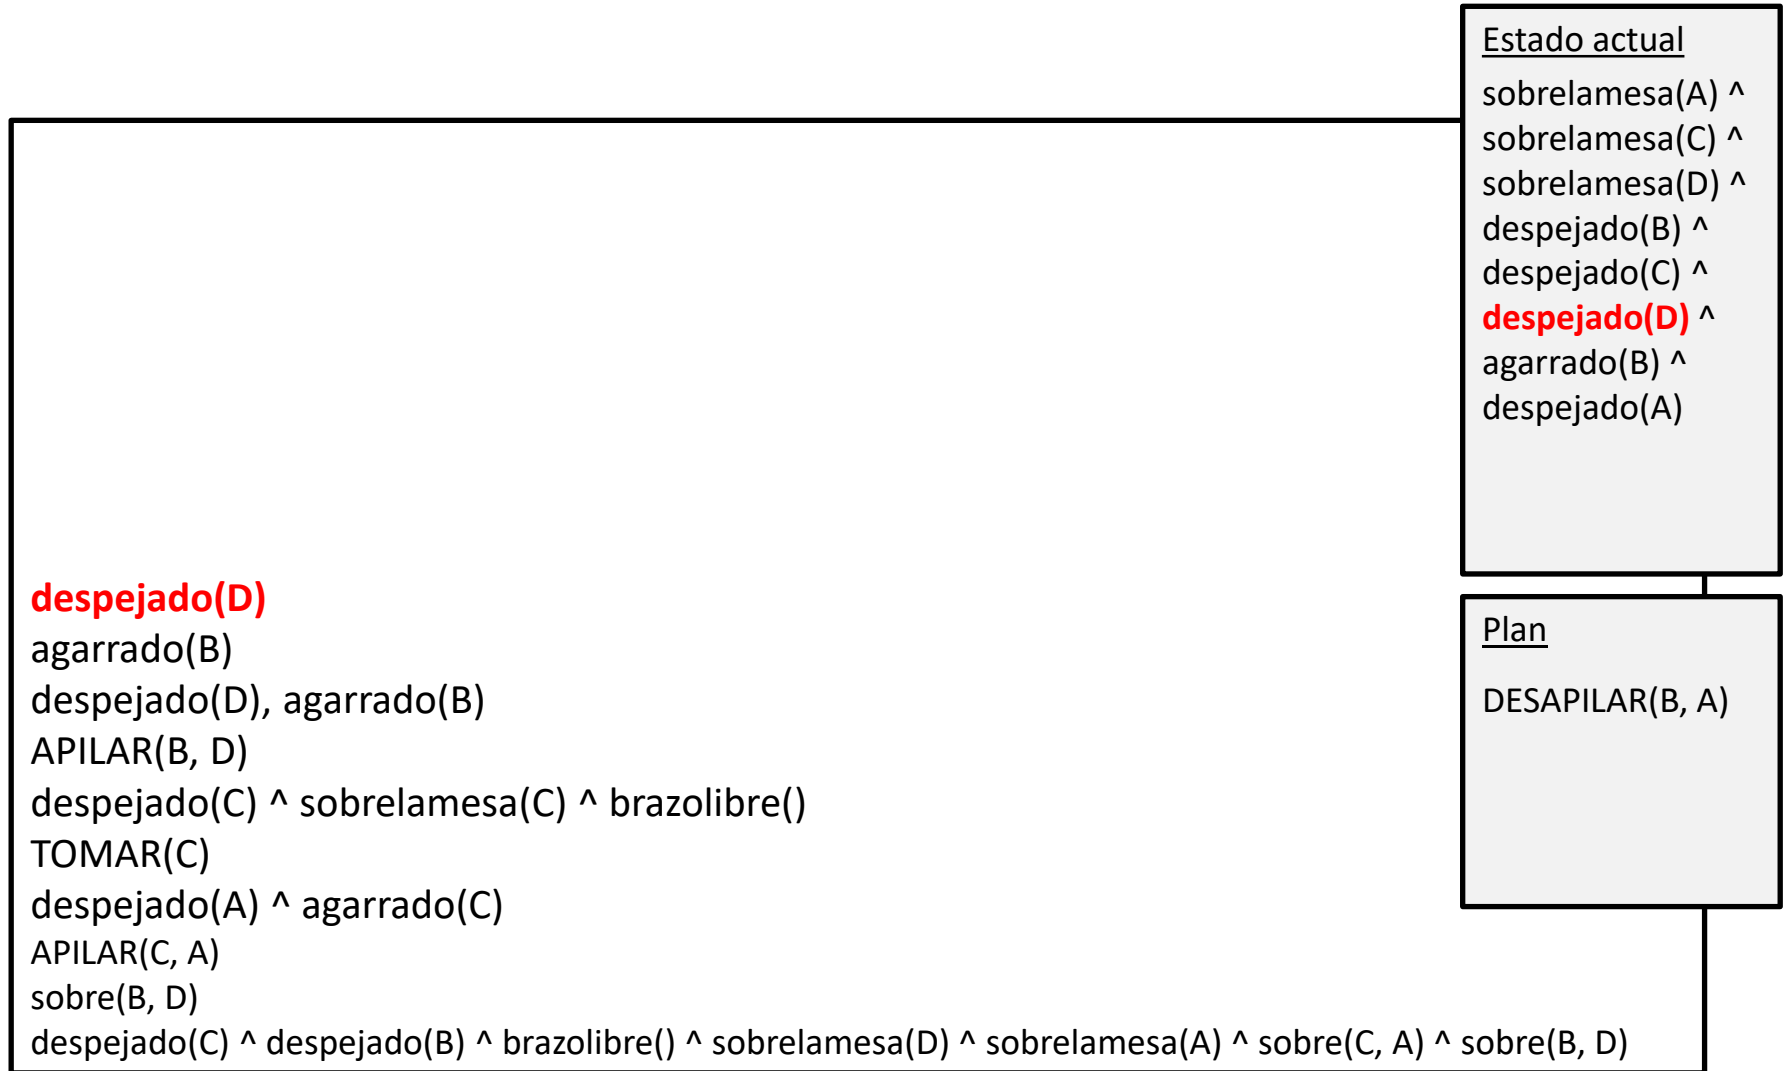 Estado actual
sobrelamesa(A) ^
sobrelamesa(C) ^
sobrelamesa(D) ^
despejado(B) ^
despejado(C) ^
despejado(D) ^
agarrado(B) ^
despejado(A)
despejado(D)
agarrado(B)
despejado(D), agarrado(B)
APILAR(B, D)
despejado(C) ^ sobrelamesa(C) ^ brazolibre()
TOMAR(C)
despejado(A) ^ agarrado(C)
APILAR(C, A)
sobre(B, D)
despejado(C) ^ despejado(B) ^ brazolibre() ^ sobrelamesa(D) ^ sobrelamesa(A) ^ sobre(C, A) ^ sobre(B, D)
Plan
DESAPILAR(B, A)